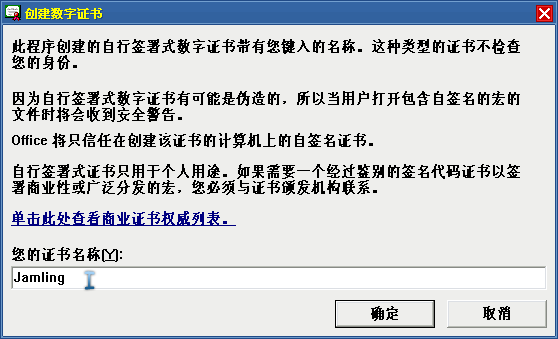 创建数字证书
此程序创建的自行签署式数字证书带有您键入的名称。这种类型的证书不检查
您的身份。
因为自行签署式数字证书有可能是伪造的，所以当用户打开包含自签名的宏的
文件时将会收到安全警告。
Office 将只信任在创建该证书的计算机上的自签名证书。
自行签署式证书只用于个人用途。如果需要一个经过鉴别的签名代码证书以签
署商业性或广泛分发的宏，您必须与证书颁发机构联系。
单击此处查看商业证书权威列表。
您的证书名称(Y):
Jamling
确定 取消